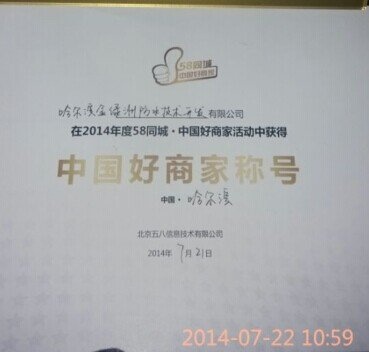 58同城
中国好商家
哈尔滨金绿洲防水技术开发有限公司
在2014年度58同城·中国好商家活动中获得
中国好商家称号
中国·哈尔滨
北京五八信息技术有限公司
2014年7月21日
2014-07-22 10:59